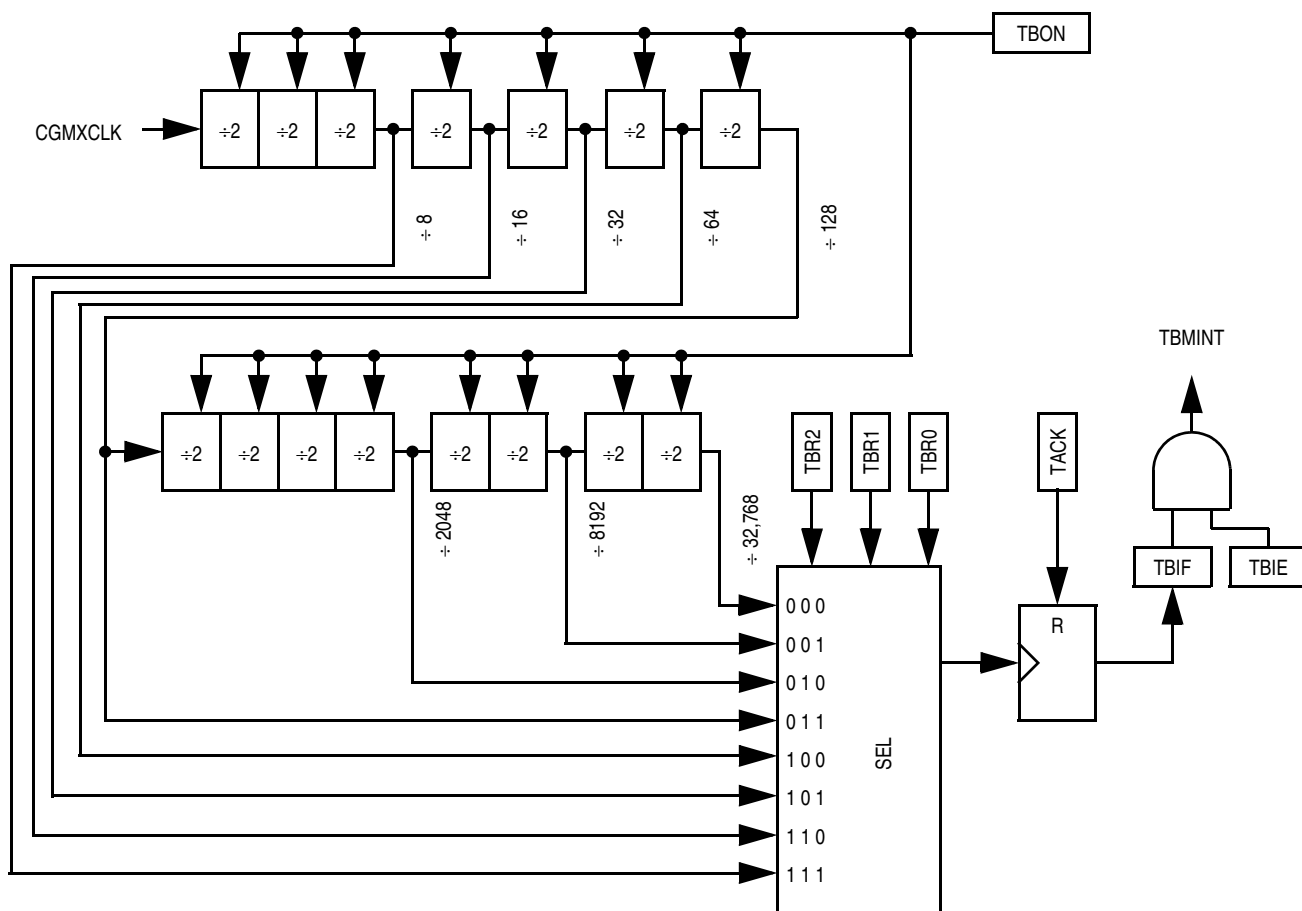 TBON
CGMXCLK
÷2 ÷2 ÷2 ÷2 ÷2 ÷2 ÷2
÷ 8
÷ 16
÷ 32
÷ 64
÷ 128
TBMINT
÷2 ÷2 ÷2 ÷2 ÷2 ÷2 ÷2 ÷2
TBR2
TBR1
TBR0
TACK
÷ 2048
÷ 8192
÷ 32,768
TBIF
TBIE
0 0 0
0 0 1
0 1 0
0 1 1
1 0 0
1 0 1
1 1 0
1 1 1
SEL
R